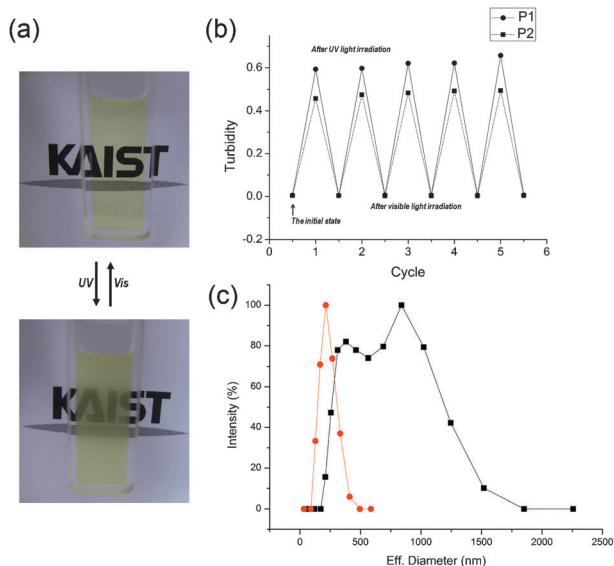 (a)
KAIST
UV
Vis
KAIST
(b)
P1
P2
After UV light irradiation
0.6
0.4
0.2
0.0
-0.2
Turbidity
The initial state
After visible light irradiation
0
1
2
3
4
5
6
Cycle
(c)
100
80
60
40
20
0
Intensity (%)
0
500
1000
1500
2000
2500
Eff. Diameter (nm)